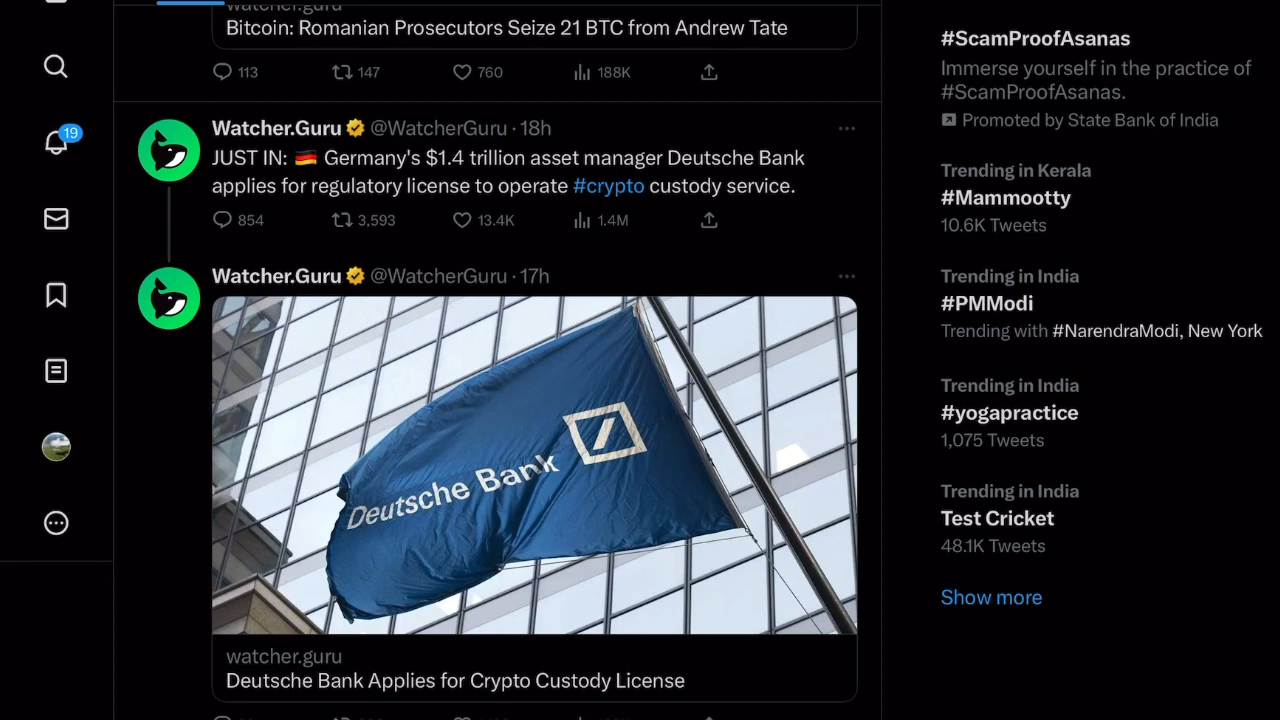 watcher.guru
Bitcoin: Romanian Prosecutors Seize 21 BTC from Andrew Tate
113 147 760 188K
19
Watcher.Guru @WatcherGuru · 18h
JUST IN: 🇩🇪 Germany's $1.4 trillion asset manager Deutsche Bank
applies for regulatory license to operate #crypto custody service.
854 3,593 13.4K 1.4M
Watcher.Guru @WatcherGuru · 17h
Deutsche Bank
watcher.guru
Deutsche Bank Applies for Crypto Custody License
#ScamProofAsanas
Immerse yourself in the practice of
#ScamProofAsanas.
Promoted by State Bank of India
Trending in Kerala
#Mammootty
10.6K Tweets
Trending in India
#PMModi
Trending with #NarendraModi, New York
Trending in India
#yogapractice
1,075 Tweets
Trending in India
Test Cricket
48.1K Tweets
Show more